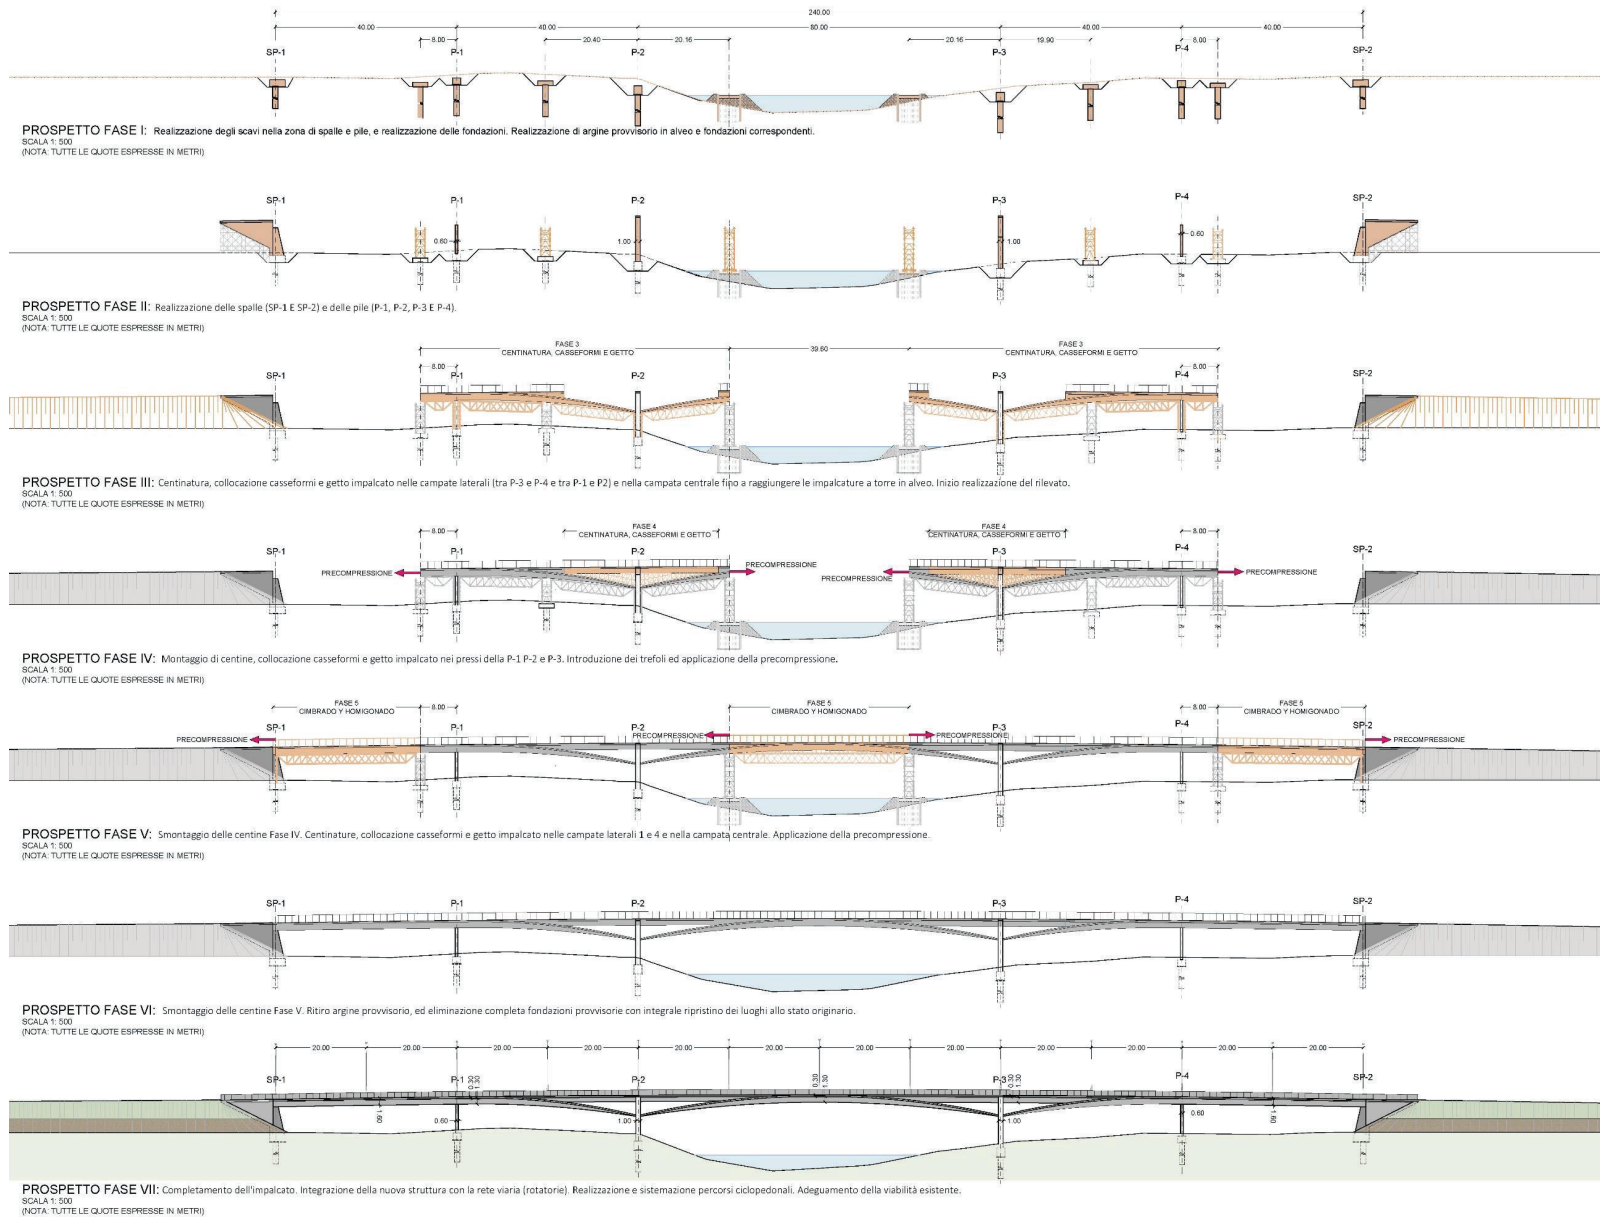 240.00
40.00 40.00 80.00 40.00 40.00
8.00 20.40 20.16 20.16 19.90 8.00
SP-1 P-1 P-2 P-3 P-4 SP-2
PROSPETTO FASE I: Realizzazione degli scavi nella zona di spalle e pile, e realizzazione delle fondazioni. Realizzazione di argine provvisorio in alveo e fondazioni corrispondenti.
SCALA 1: 500
(NOTA: TUTTE LE QUOTE ESPRESSE IN METRI)
SP-1 P-1 P-2 P-3 P-4 SP-2
0.60 1.00 1.00 0.60
PROSPETTO FASE II: Realizzazione delle spalle (SP-1 E SP-2) e delle pile (P-1, P-2, P-3 E P-4).
SCALA 1: 500
(NOTA: TUTTE LE QUOTE ESPRESSE IN METRI)
FASE 3 FASE 3
CENTINATURA, CASSEFORMI E GETTO 39.60 CENTINATURA, CASSEFORMI E GETTO
8.00 8.00
SP-1 P-1 P-2 P-3 P-4 SP-2
PROSPETTO FASE III: Centinatura, collocazione casseformi e getto impalcato nelle campate laterali (tra P-3 e P-4 e tra P-1 e P2) e nella campata centrale fino a raggiungere le impalcature a torre in alveo. Inizio realizzazione del rilevato.
SCALA 1: 500
(NOTA: TUTTE LE QUOTE ESPRESSE IN METRI)
FASE 4 FASE 4
8.00 CENTINATURA, CASSEFORMI E GETTO CENTINATURA, CASSEFORMI E GETTO 8.00
SP-1 P-1 P-2 P-3 P-4 SP-2
PRECOMPRESSIONE PRECOMPRESSIONE PRECOMPRESSIONE PRECOMPRESSIONE
PROSPETTO FASE IV: Montaggio di centine, collocazione casseformi e getto impalcato nei pressi della P-1 P-2 e P-3. Introduzione dei trefoli ed applicazione della precompressione.
SCALA 1: 500
(NOTA: TUTTE LE QUOTE ESPRESSE IN METRI)
FASE 5 FASE 5 FASE 5
CIMBRADO Y HOMIGONADO 8.00 CIMBRADO Y HOMIGONADO 8.00 CIMBRADO Y HOMIGONADO
SP-1 P-1 P-2 P-3 P-4 SP-2
PRECOMPRESSIONE PRECOMPRESSIONE PRECOMPRESSIONE PRECOMPRESSIONE
PROSPETTO FASE V: Smontaggio delle centine Fase IV. Centinature, collocazione casseformi e getto impalcato nelle campate laterali 1 e 4 e nella campata centrale. Applicazione della precompressione.
SCALA 1: 500
(NOTA: TUTTE LE QUOTE ESPRESSE IN METRI)
SP-1 P-1 P-2 P-3 P-4 SP-2
PROSPETTO FASE VI: Smontaggio delle centine Fase V. Ritiro argine provvisorio, ed eliminazione completa fondazioni provvisorie con integrale ripristino dei luoghi allo stato originario.
SCALA 1: 500
(NOTA: TUTTE LE QUOTE ESPRESSE IN METRI)
20.00 20.00 20.00 20.00 20.00 20.00 20.00 20.00 20.00 20.00 20.00 20.00
SP-1 P-1 P-2 P-3 P-4 SP-2
0.30 0.30 0.30
1.30 1.30 1.30
1.60 0.60 1.00 1.00 0.60 1.60
PROSPETTO FASE VII: Completamento dell'impalcato. Integrazione della nuova struttura con la rete viaria (rotatorie). Realizzazione e sistemazione percorsi ciclopedonali. Adeguamento della viabilità esistente.
SCALA 1: 500
(NOTA: TUTTE LE QUOTE ESPRESSE IN METRI)